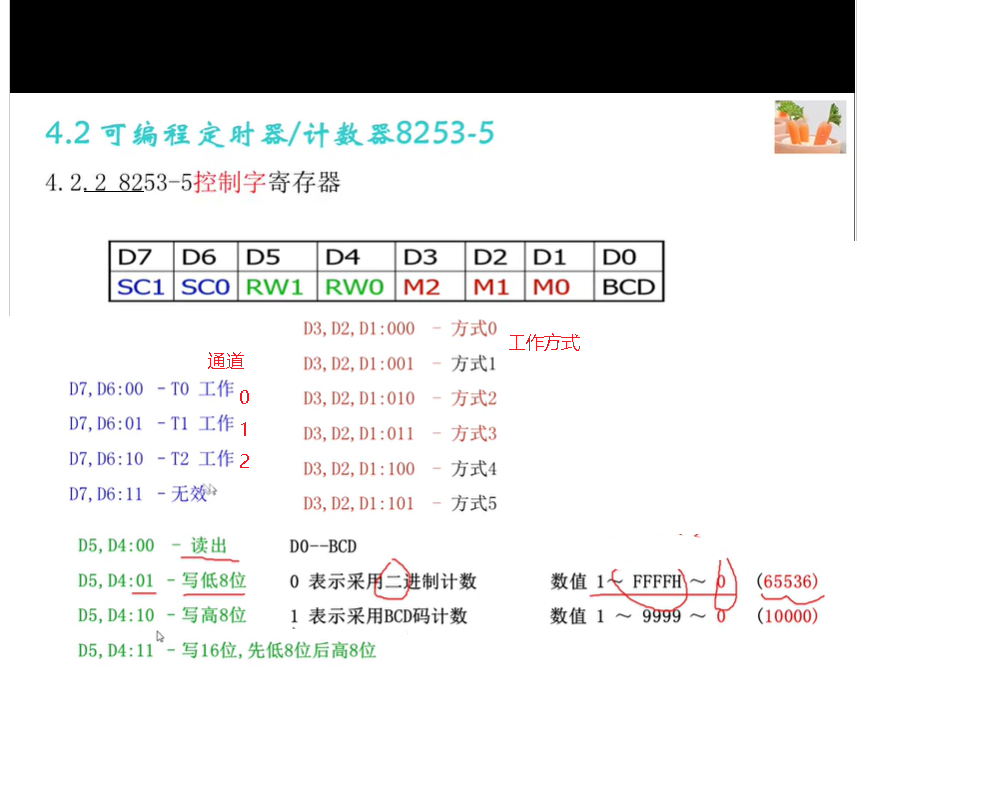 4.2 可编程定时器/计数器8253-5
4.2.2 8253-5控制字寄存器
D7 D6 D5 D4 D3 D2 D1 D0
SC1 SC0 RW1 RW0 M2 M1 M0 BCD
D3,D2,D1:000 - 方式0
工作方式
D3,D2,D1:001 - 方式1
通道
D7,D6:00 - T0 工作 0
D3,D2,D1:010 - 方式2
D7,D6:01 - T1 工作 1
D3,D2,D1:011 - 方式3
D7,D6:10 - T2 工作 2
D3,D2,D1:100 - 方式4
D7,D6:11 - 无效
D3,D2,D1:101 - 方式5
D5,D4:00 - 读出 D0--BCD
D5,D4:01 - 写低8位 0 表示采用二进制计数 数值 1~ FFFFH ~ 0 (65536)
D5,D4:10 - 写高8位 1 表示采用BCD码计数 数值 1 ~ 9999 ~ 0 (10000)
D5,D4:11 - 写16位,先低8位后高8位